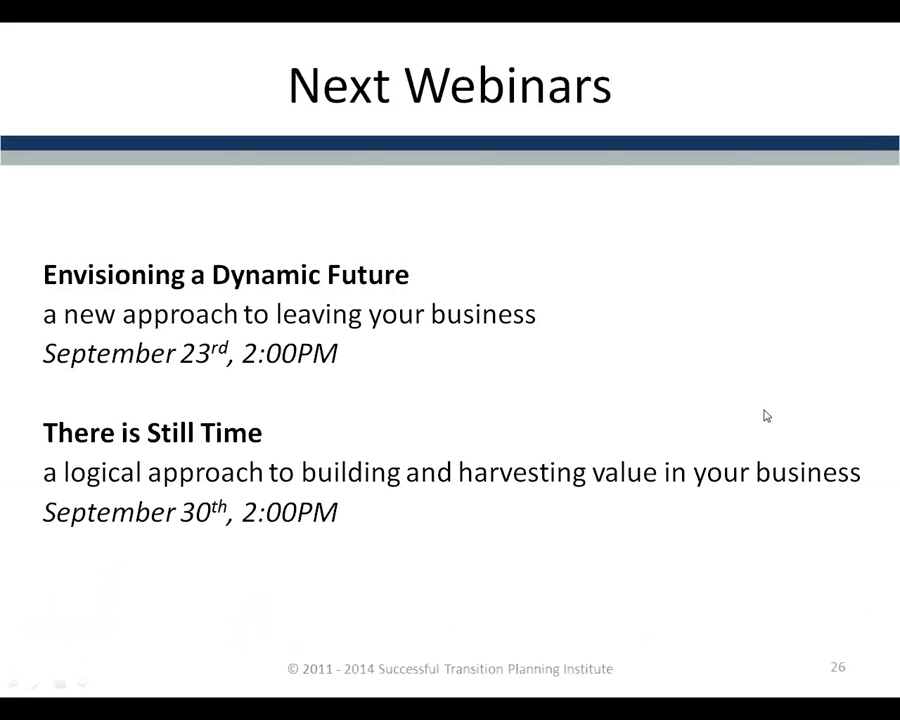 Next Webinars
Envisioning a Dynamic Future
a new approach to leaving your business
September 23rd, 2:00PM
There is Still Time
a logical approach to building and harvesting value in your business
September 30th, 2:00PM
© 2011 - 2014 Successful Transition Planning Institute
26